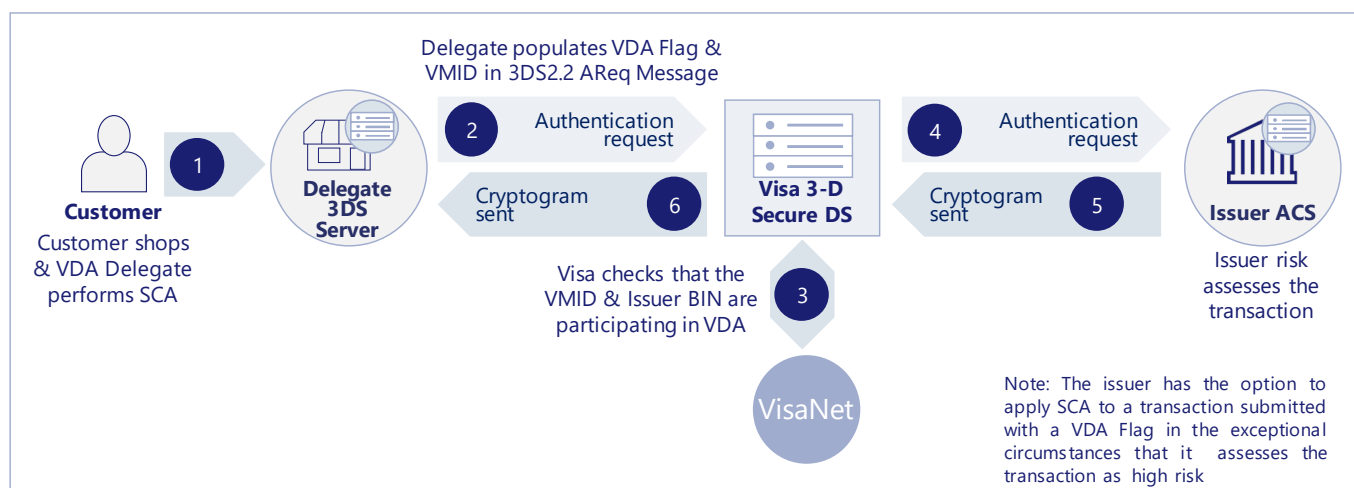 Delegate populates VDA Flag &
VMID in 3DS2.2 AReq Message
1
2
Authentication
request
4
Authentication
request
Customer
Customer shops
& VDA Delegate
performs SCA
Delegate
3DS
Server
Cryptogram
sent
6
Visa 3-D
Secure DS
Cryptogram
sent
5
Issuer ACS
Issuer risk
assesses the
transaction
Visa checks that the
VMID & Issuer BIN are
participating in VDA
3
VisaNet
Note: The issuer has the option to
apply SCA to a transaction submitted
with a VDA Flag in the exceptional
circumstances that it assesses the
transaction as high risk